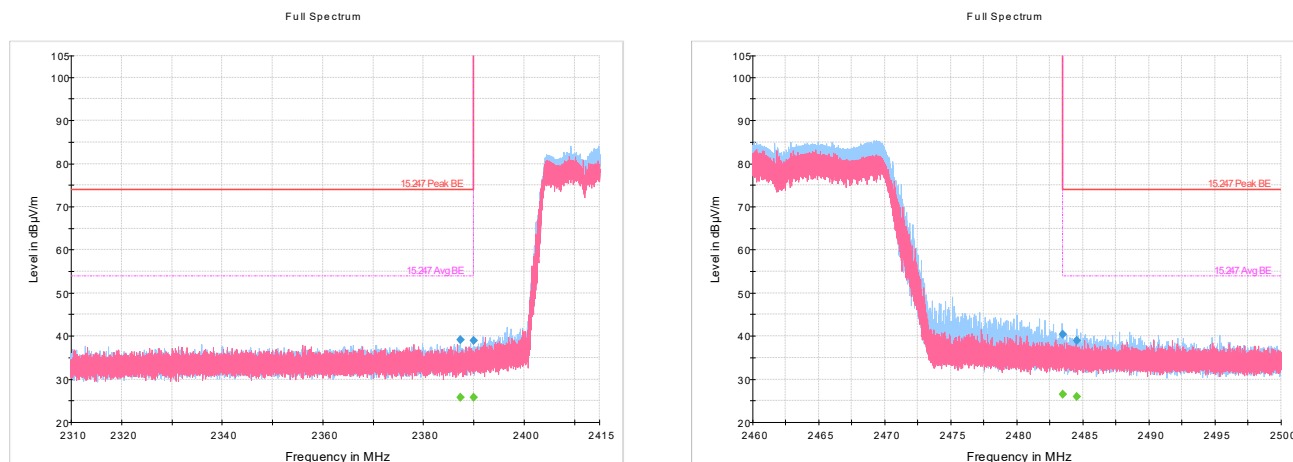 Full Spectrum
105
100
90
80
70
60
50
40
30
20
Level in dBµV/m
15.247 Peak BE
15.247 Avg BE
2310 2320 2340 2360 2380 2400 2415
Frequency in MHz
Full Spectrum
105
100
90
80
70
60
50
40
30
20
Level in dBµV/m
15.247 Peak BE
15.247 Avg BE
2460 2465 2470 2475 2480 2485 2490 2495 2500
Frequency in MHz